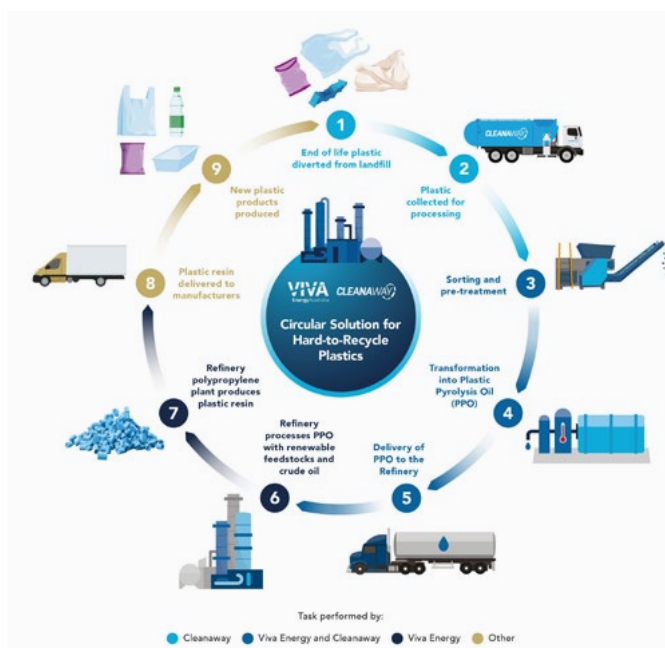 1
End of life plastic
diverted from landfill
CLEANAWAY
2
Plastic
collected for
processing
3
Sorting and
pre-treatment
4
Transformation
into Plastic
Pyrolysis Oil
(PPO)
5
Delivery of
PPO to the
Refinery
6
Refinery
processes PPO
with renewable
feedstocks and
crude oil
7
Refinery
polypropylene
plant produces
plastic resin
8
Plastic resin
delivered to
manufacturers
9
New plastic
products
produced
VIVA
Energy Australia
CLEANAWAY
Circular Solution for
Hard-to-Recycle
Plastics
Task performed by:
Cleanaway
Viva Energy and Cleanaway
Viva Energy
Other